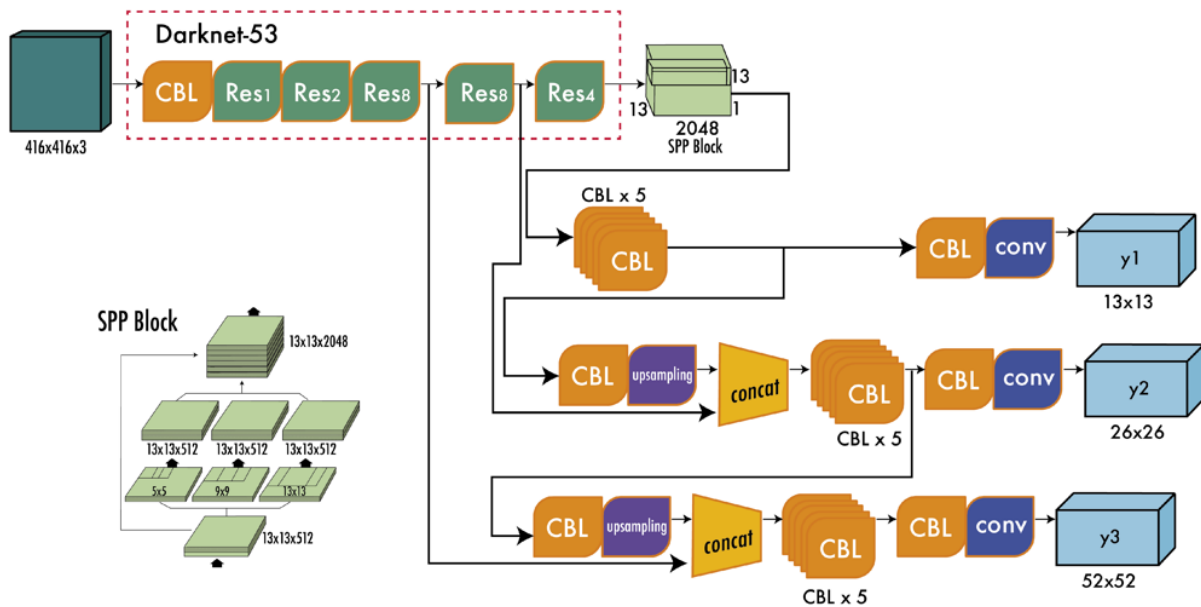 Darknet-53
CBL
Res1
Res2
Res8
Res8
Res4
416x416x3
13
13
1
2048
SPP Block
CBL x 5
CBL
CBL
conv
y1
13x13
SPP Block
13x13x2048
13x13x512
13x13x512
13x13x512
5x5
9x9
13x13
13x13x512
CBL
upsampling
concat
CBL
CBL x 5
CBL
conv
y2
26x26
CBL
upsampling
concat
CBL
CBL x 5
CBL
conv
y3
52x52